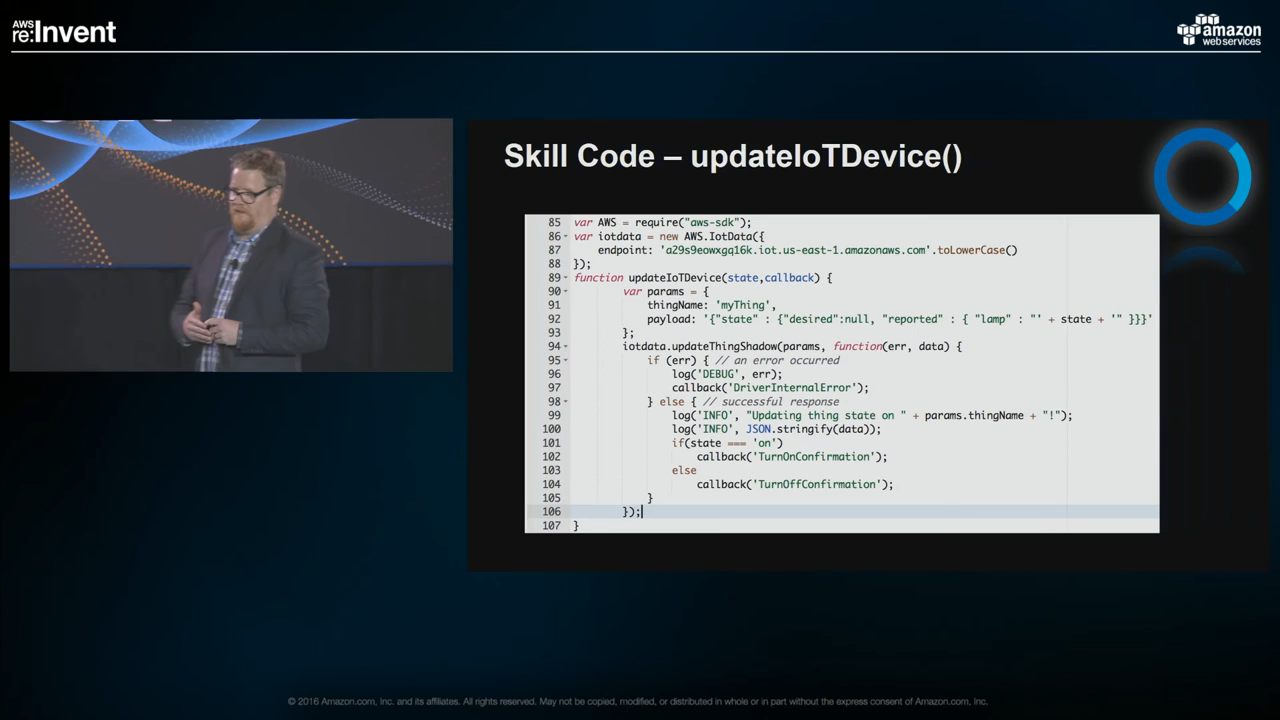 AWS
re:Invent
amazon
web services
Skill Code – updateIoTDevice()
85 var AWS = require("aws-sdk");
86 var iotdata = new AWS.IotData({
87 endpoint: 'a29s9eowxgq16k.iot.us-east-1.amazonaws.com'.toLowerCase()
88 });
89 function updateIoTDevice(state,callback) {
90 var params = {
91 thingName: 'myThing',
92 payload: '{"state" : {"desired":null, "reported" : { "lamp" : "' + state + '" }}}'
93 };
94 iotdata.updateThingShadow(params, function(err, data) {
95 if (err) { // an error occurred
96 log('DEBUG', err);
97 callback('DriverInternalError');
98 } else { // successful response
99 log('INFO', "Updating thing state on " + params.thingName + "!");
100 log('INFO', JSON.stringify(data));
101 if(state === 'on')
102 callback('TurnOnConfirmation');
103 else
104 callback('TurnOffConfirmation');
105 }
106 });
107 }
© 2016 Amazon.com, Inc. and its affiliates. All rights reserved. May not be copied, modified, or distributed in whole or in part without the express consent of Amazon.com, Inc.